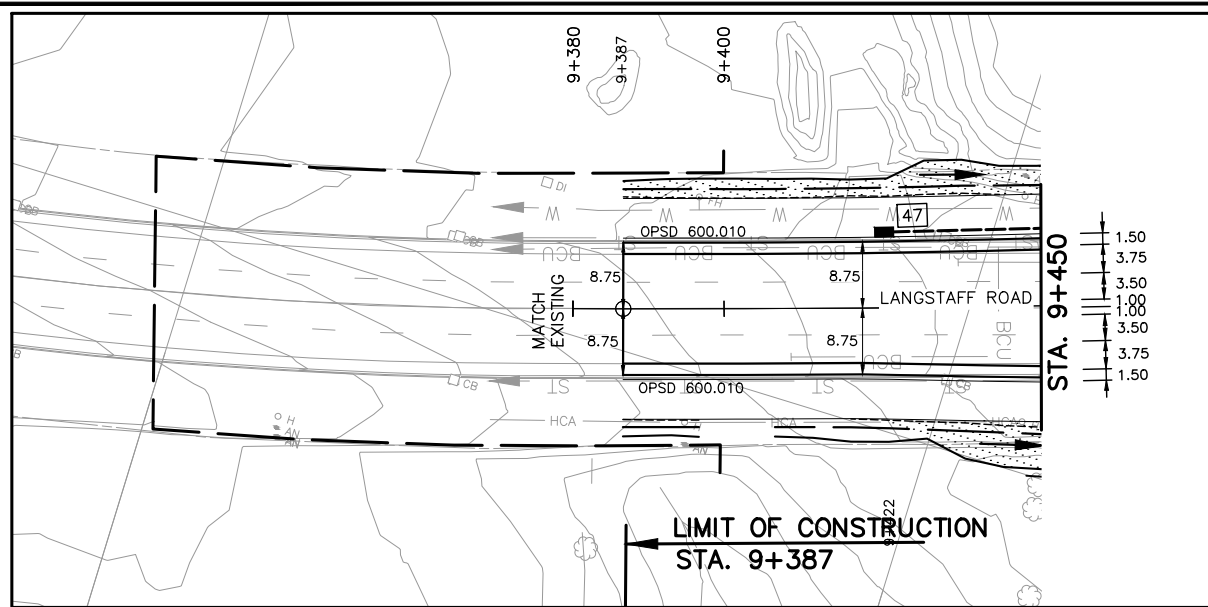 9+380
9+387
9+400
DI
FH
W
W
W
W
W
47
OPSD 600.010
ST
ST
ST
BCU
BCU
BCU
1.50
3.75
3.50
1.00
1.00
3.50
3.75
1.50
8.75
8.75
MATCH
EXISTING
LANGSTAFF ROAD
STA. 9+450
8.75
8.75
BCU
BCU
CB
CB
OPSD 600.010
ST
ST
ST
ST
H
AN
AN
HCA
HCA
HCA
H
AN
LIMIT OF CONSTRUCTION
STA. 9+387